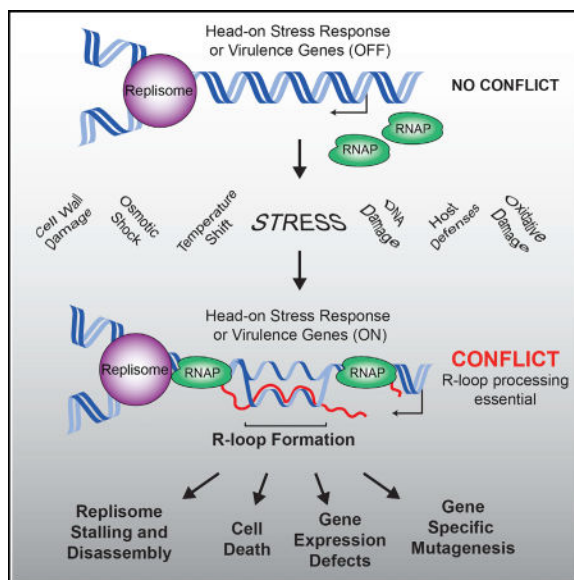 Head-on Stress Response
or Virulence Genes (OFF)
Replisome
NO CONFLICT
RNAP
RNAP
Cell Wall
Damage
Osmotic
Shock
Temperature
Shift
STRESS
DNA
Damage
Host
Defenses
Oxidative
Damage
Head-on Stress Response
or Virulence Genes (ON)
Replisome
RNAP
RNAP
CONFLICT
R-loop processing
essential
R-loop Formation
Replisome
Stalling and
Disassembly
Cell
Death
Gene
Expression
Defects
Gene
Specific
Mutagenesis